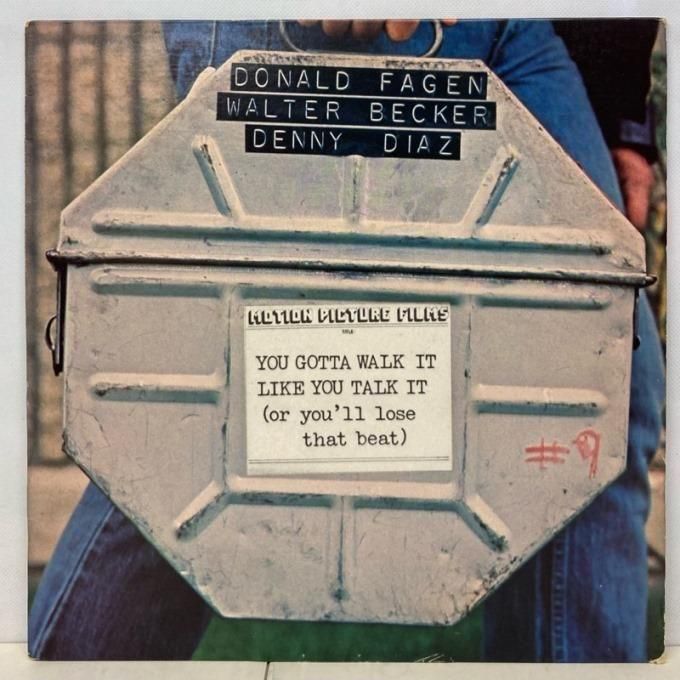 DONALD FAGEN
WALTER BECKER
DENNY DIAZ
MOTION PICTURE FILMS
TITLE
YOU GOTTA WALK IT
LIKE YOU TALK IT
(or you'll lose
that beat)
#9